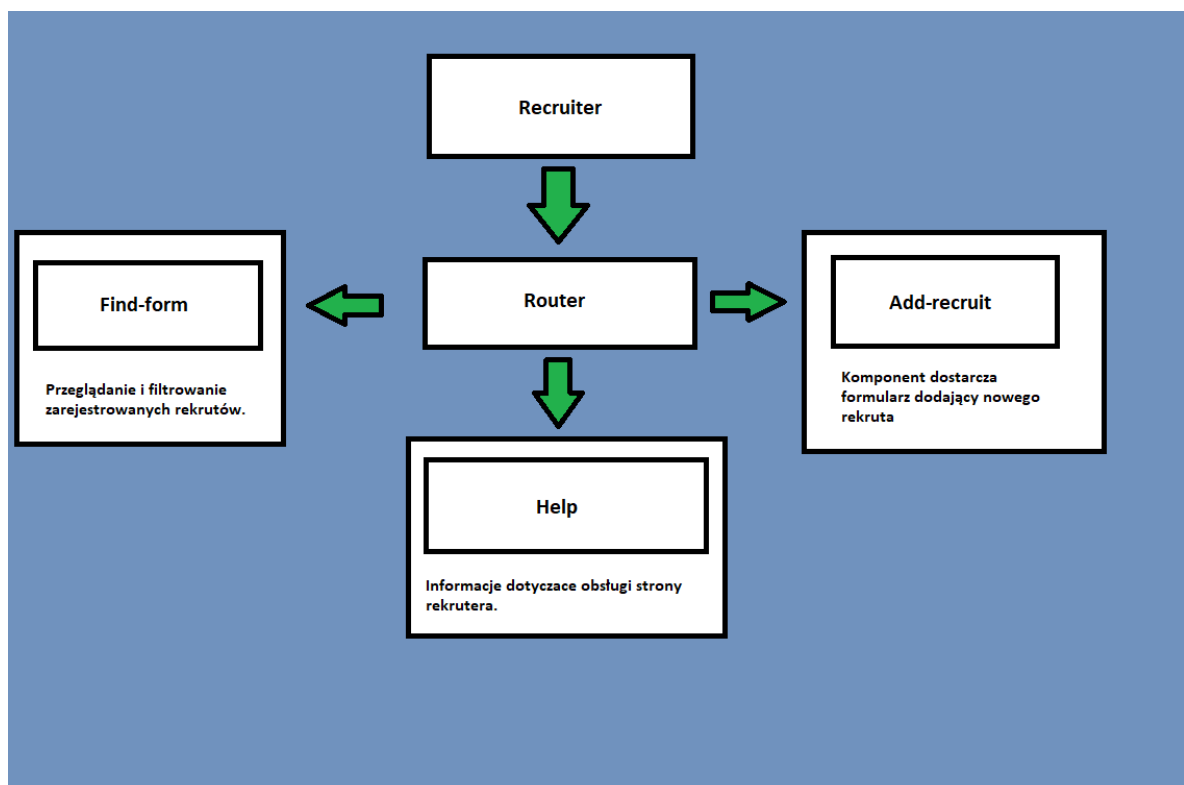 Recruiter
Find-form
Router
Add-recruit
Przeglądanie i filtrowanie
zarejestrowanych rekrutów.
Komponent dostarcza
formularz dodający nowego
rekruta
Help
Informacje dotyczace obsługi strony
rekrutera.